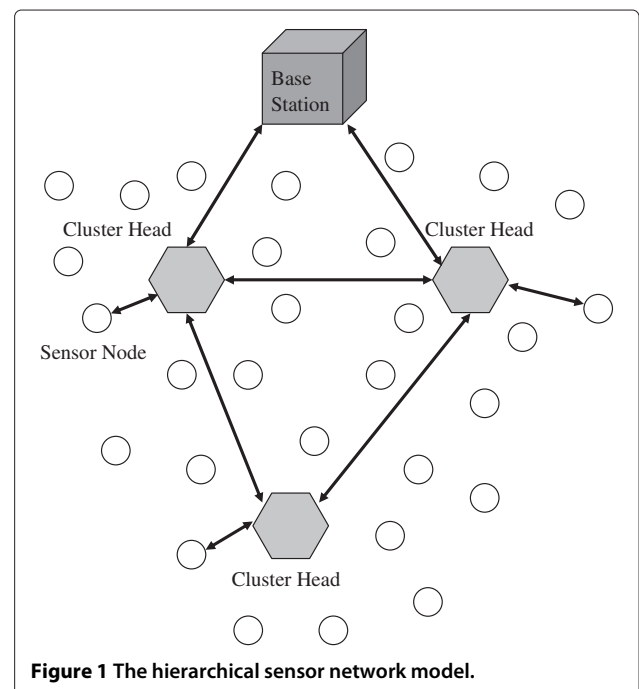 Base
Station
Cluster Head
Cluster Head
Sensor Node
Cluster Head
Figure 1 The hierarchical sensor network model.